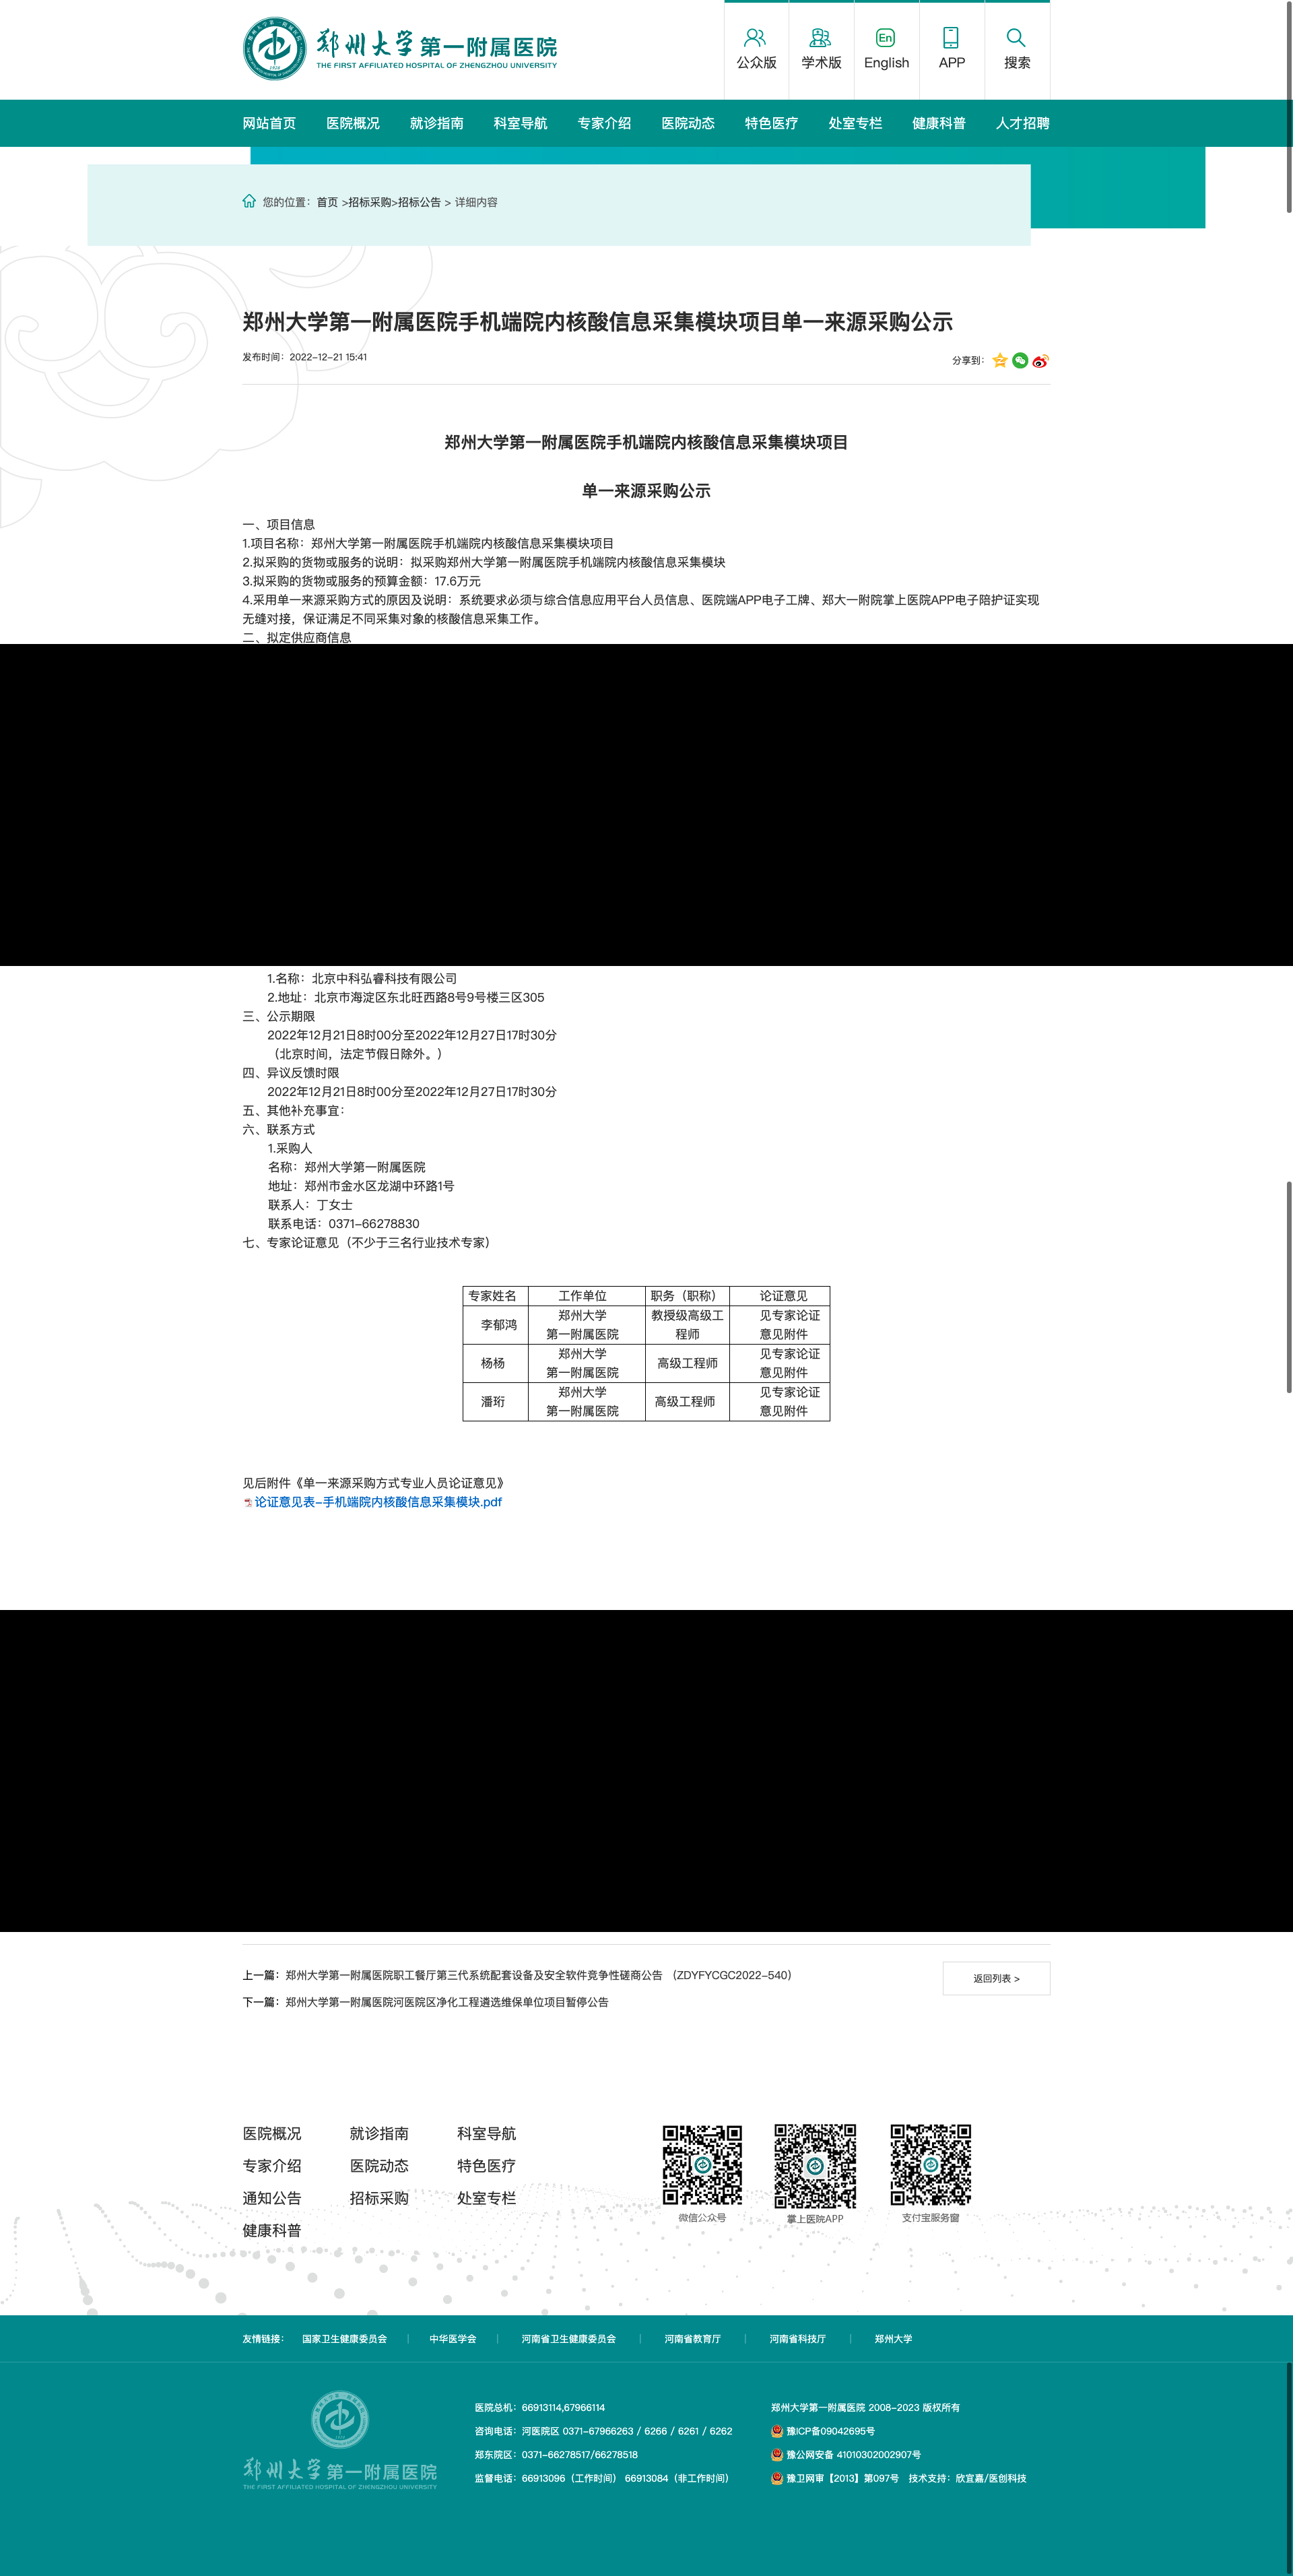 郑州大学第一附属医院
THE FIRST AFFILIATED HOSPITAL OF ZHENGZHOU UNIVERSITY
公众版 学术版 En English APP 搜索
网站首页 医院概况 就诊指南 科室导航 专家介绍 医院动态 特色医疗 处室专栏 健康科普 人才招聘
您的位置：首页 >招标采购>招标公告 > 详细内容
郑州大学第一附属医院手机端院内核酸信息采集模块项目单一来源采购公示
发布时间：2022-12-21 15:41
分享到：
郑州大学第一附属医院手机端院内核酸信息采集模块项目
单一来源采购公示
一、项目信息
1.项目名称：郑州大学第一附属医院手机端院内核酸信息采集模块项目
2.拟采购的货物或服务的说明：拟采购郑州大学第一附属医院手机端院内核酸信息采集模块
3.拟采购的货物或服务的预算金额：17.6万元
4.采用单一来源采购方式的原因及说明：系统要求必须与综合信息应用平台人员信息、医院端APP电子工牌、郑大一附院掌上医院APP电子陪护证实现
无缝对接，保证满足不同采集对象的核酸信息采集工作。
二、拟定供应商信息
1.名称：北京中科弘睿科技有限公司
2.地址：北京市海淀区东北旺西路8号9号楼三区305
三、公示期限
2022年12月21日8时00分至2022年12月27日17时30分
（北京时间，法定节假日除外。）
四、异议反馈时限
2022年12月21日8时00分至2022年12月27日17时30分
五、其他补充事宜：
六、联系方式
1.采购人
名称：郑州大学第一附属医院
地址：郑州市金水区龙湖中环路1号
联系人：丁女士
联系电话：0371-66278830
七、专家论证意见（不少于三名行业技术专家）
专家姓名 工作单位 职务（职称） 论证意见
李郁鸿 郑州大学第一附属医院 教授级高级工程师 见专家论证意见附件
杨杨 郑州大学第一附属医院 高级工程师 见专家论证意见附件
潘珩 郑州大学第一附属医院 高级工程师 见专家论证意见附件
见后附件《单一来源采购方式专业人员论证意见》
论证意见表-手机端院内核酸信息采集模块.pdf
上一篇：郑州大学第一附属医院职工餐厅第三代系统配套设备及安全软件竞争性磋商公告 （ZDYFYCGC2022-540）
返回列表 >
下一篇：郑州大学第一附属医院河医院区净化工程遴选维保单位项目暂停公告
医院概况 就诊指南 科室导航
专家介绍 医院动态 特色医疗
通知公告 招标采购 处室专栏
健康科普
微信公众号 掌上医院APP 支付宝服务窗
友情链接： 国家卫生健康委员会 | 中华医学会 | 河南省卫生健康委员会 | 河南省教育厅 | 河南省科技厅 | 郑州大学
郑州大学第一附属医院
THE FIRST AFFILIATED HOSPITAL OF ZHENGZHOU UNIVERSITY
医院总机：66913114,67966114
咨询电话：河医院区 0371-67966263 / 6266 / 6261 / 6262
郑东院区：0371-66278517/66278518
监督电话：66913096（工作时间） 66913084（非工作时间）
郑州大学第一附属医院 2008-2023 版权所有
豫ICP备09042695号
豫公网安备 41010302002907号
豫卫网审【2013】第097号 技术支持：欣宜嘉/医创科技